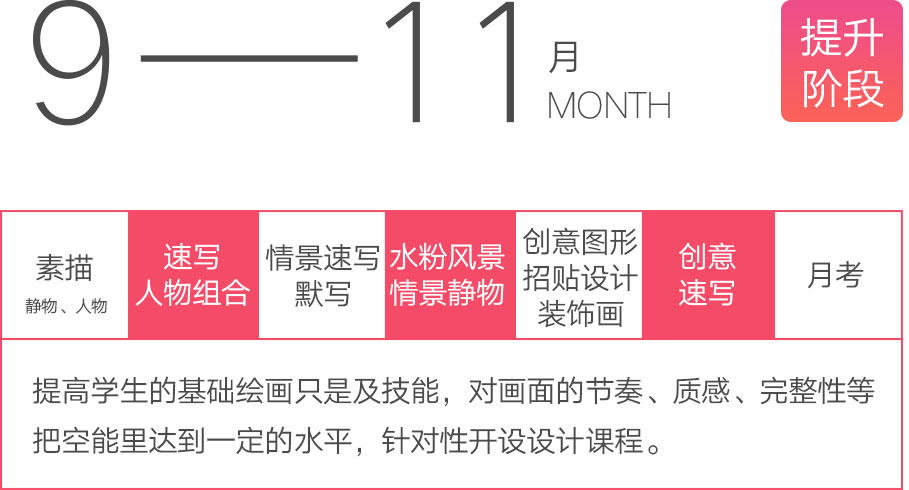 9—11月
MONTH
提升
阶段
素描
静物、人物
速写
人物组合
情景速写
默写
水粉风景
情景静物
创意图形
招贴设计
装饰画
创意
速写
月考
提高学生的基础绘画只是及技能，对画面的节奏、质感、完整性等
把空能里达到一定的水平，针对性开设设计课程。